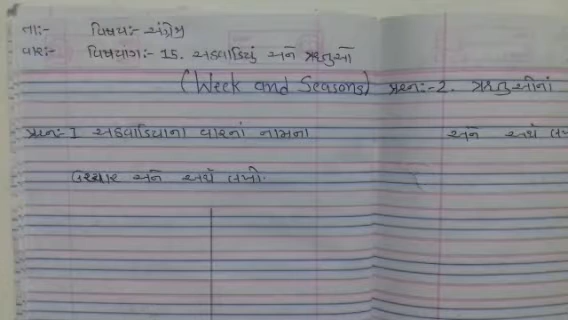 તા:- વિષય:- અંગ્રેજી
વાર:- વિષયાંગ:- 15. અઠવાડિયું અને ઋતુઓ
(Week and Seasons)
પ્રશ્ન:-1 અઠવાડિયાના વારનાં નામના
ઉચ્ચાર અને અર્થ લખો.
પ્રશ્ન:-2. ઋતુઓનાં
અને અર્થ લખ